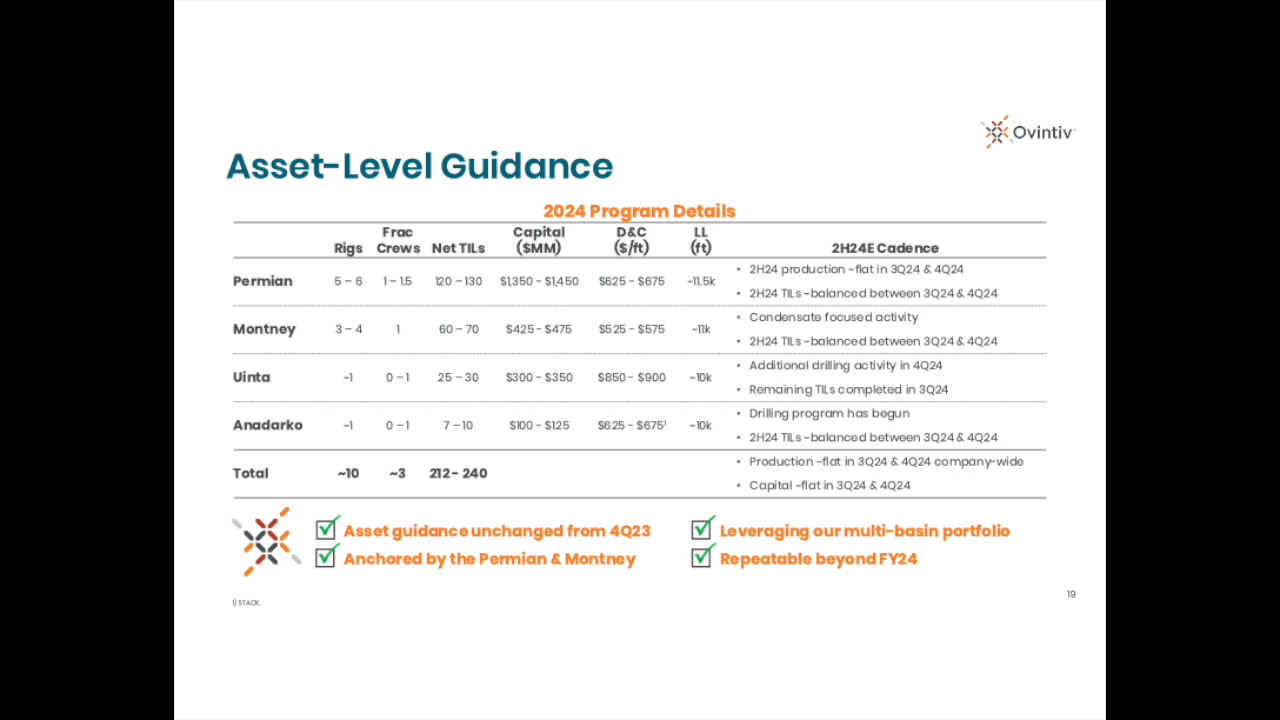 Ovintiv™
Asset-Level Guidance
2024 Program Details
Rigs Frac Crews Net TILs Capital ($MM) D&C ($/ft) LL (ft) 2H24E Cadence
Permian 5 – 6 1 – 1.5 120 – 130 $1,350 - $1,450 $625 - $675 ~11.5k
• 2H24 production ~flat in 3Q24 & 4Q24
• 2H24 TILs ~balanced between 3Q24 & 4Q24
Montney 3 – 4 1 60 – 70 $425 - $475 $525 - $575 ~11k
• Condensate focused activity
• 2H24 TILs ~balanced between 3Q24 & 4Q24
Uinta ~1 0 – 1 25 – 30 $300 - $350 $850 - $900 ~10k
• Additional drilling activity in 4Q24
• Remaining TILs completed in 3Q24
Anadarko ~1 0 – 1 7 – 10 $100 - $125 $625 - $675¹ ~10k
• Drilling program has begun
• 2H24 TILs ~balanced between 3Q24 & 4Q24
Total ~10 ~3 212 - 240
• Production ~flat in 3Q24 & 4Q24 company-wide
• Capital ~flat in 3Q24 & 4Q24
Asset guidance unchanged from 4Q23
Anchored by the Permian & Montney
Leveraging our multi-basin portfolio
Repeatable beyond FY24
1) STACK.
19